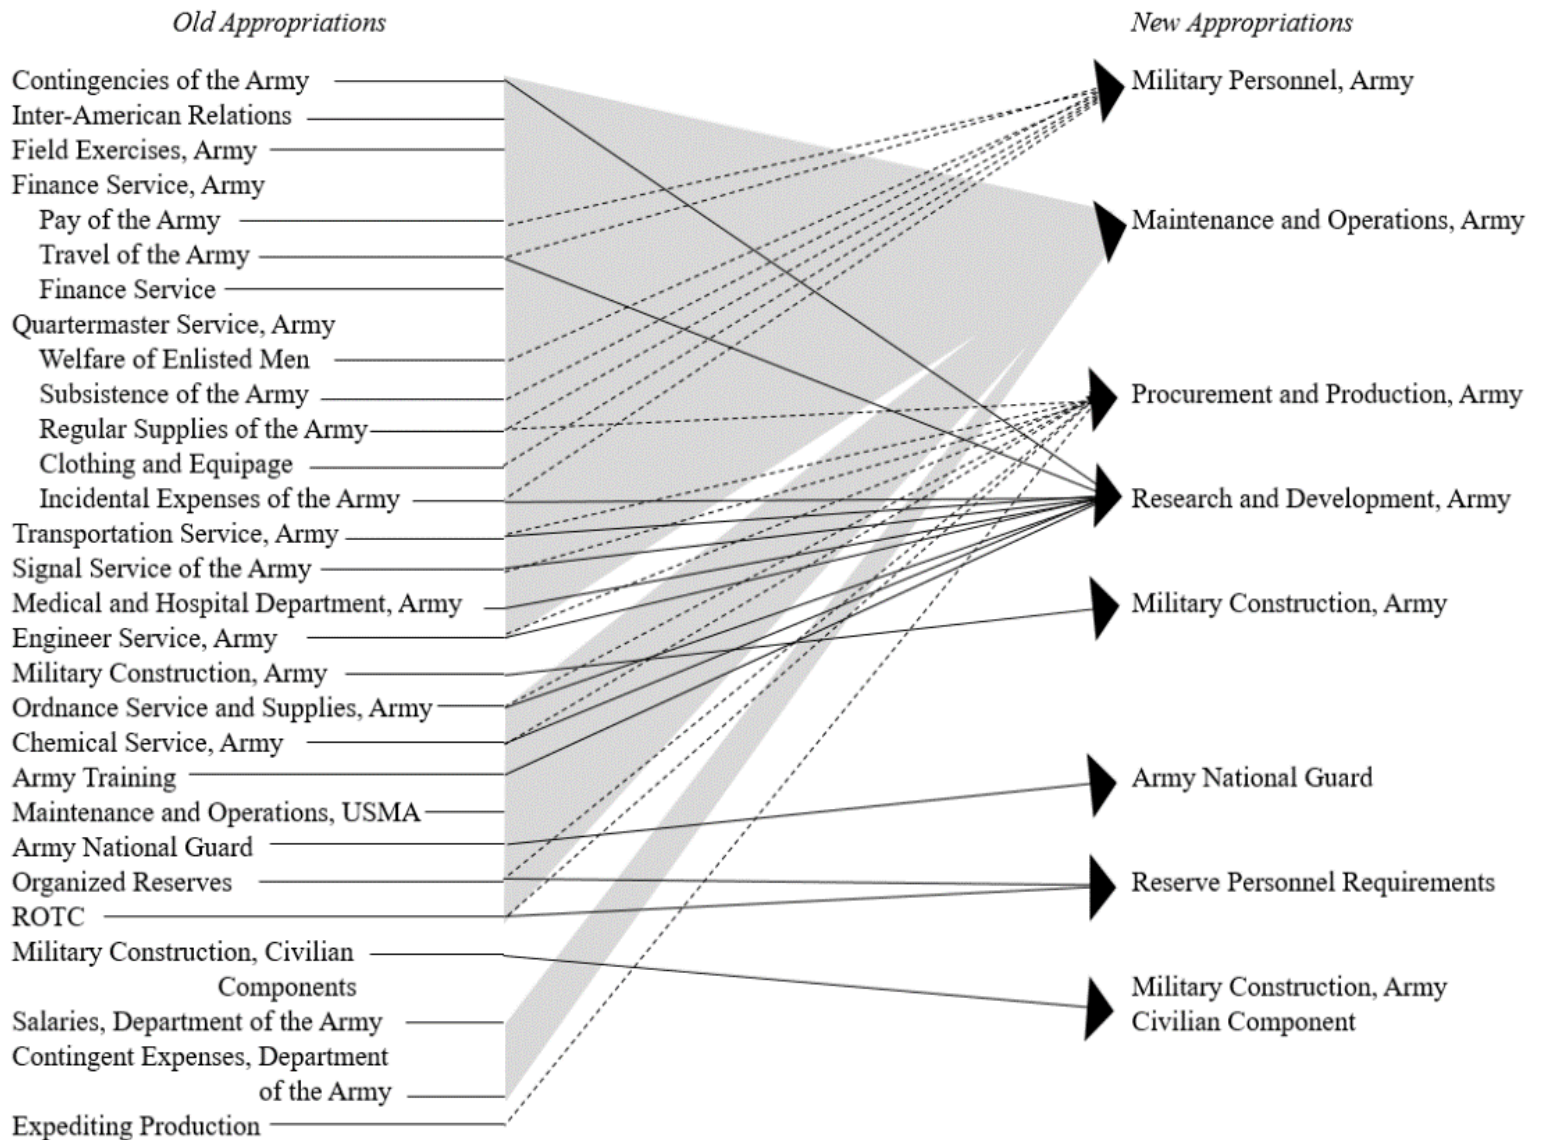 Old Appropriations
Contingencies of the Army
Inter-American Relations
Field Exercises, Army
Finance Service, Army
Pay of the Army
Travel of the Army
Finance Service
Quartermaster Service, Army
Welfare of Enlisted Men
Subsistence of the Army
Regular Supplies of the Army
Clothing and Equipage
Incidental Expenses of the Army
Transportation Service, Army
Signal Service of the Army
Medical and Hospital Department, Army
Engineer Service, Army
Military Construction, Army
Ordnance Service and Supplies, Army
Chemical Service, Army
Army Training
Maintenance and Operations, USMA
Army National Guard
Organized Reserves
ROTC
Military Construction, Civilian
Components
Salaries, Department of the Army
Contingent Expenses, Department
of the Army
Expediting Production
New Appropriations
Military Personnel, Army
Maintenance and Operations, Army
Procurement and Production, Army
Research and Development, Army
Military Construction, Army
Army National Guard
Reserve Personnel Requirements
Military Construction, Army
Civilian Component